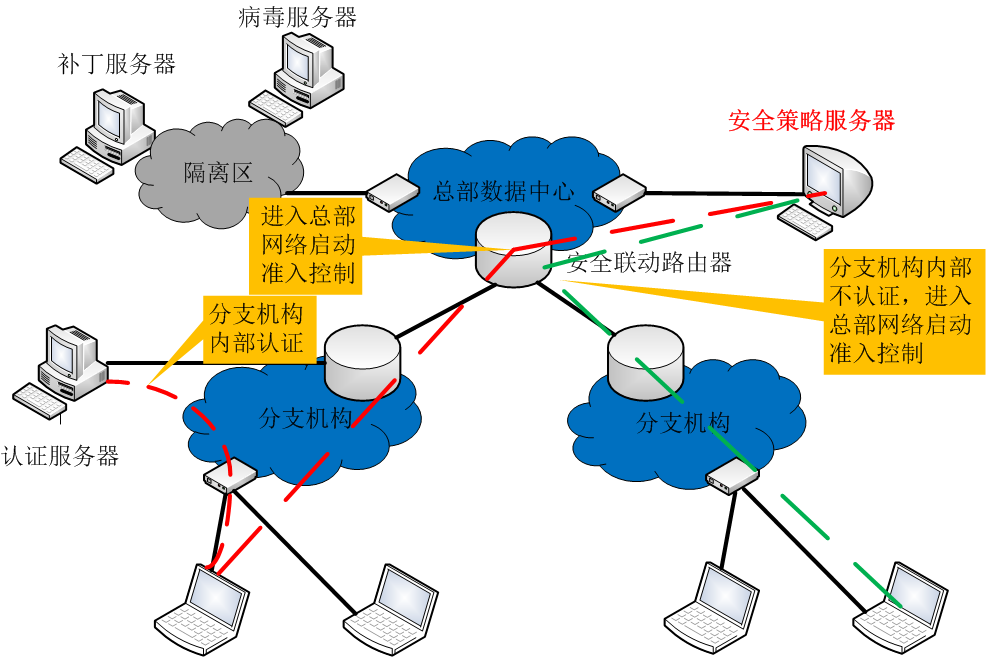 病毒服务器
补丁服务器
安全策略服务器
隔离区
总部数据中心
进入总部
网络启动
准入控制
安全联动路由器
分支机构内部
不认证，进入
总部网络启动
准入控制
分支机构
内部认证
分支机构
分支机构
认证服务器